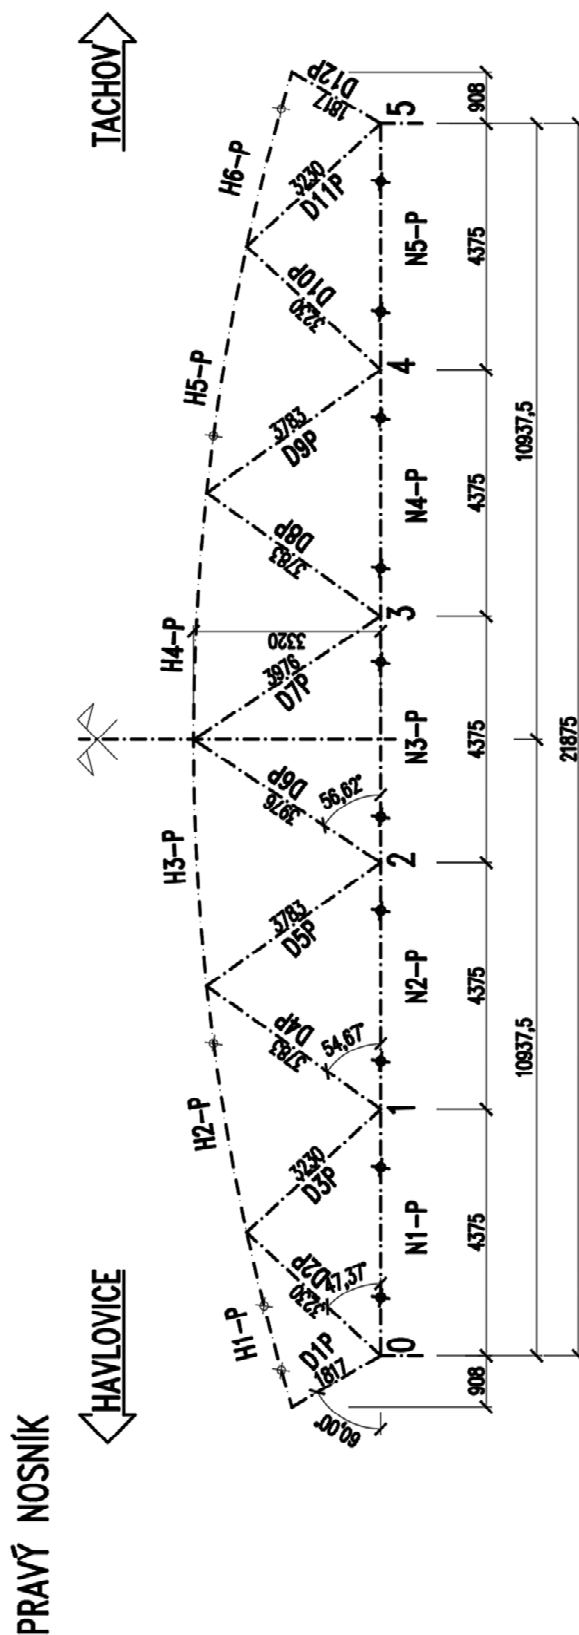 PRAVÝ NOSNÍK
HAVLOVICE
TACHOV
H1-P
H2-P
H3-P
H4-P
H5-P
H6-P
1817
D1P
3230
D2P
3230
D3P
3783
D4P
3783
D5P
3976
D6P
3976
D7P
3783
D8P
3783
D9P
3230
D10P
3230
D11P
1817
D12P
3320
60,00°
47,37°
54,67°
56,62°
0
1
2
3
4
5
N1-P
N2-P
N3-P
N4-P
N5-P
908
4375
4375
4375
4375
4375
908
10937,5
10937,5
21875